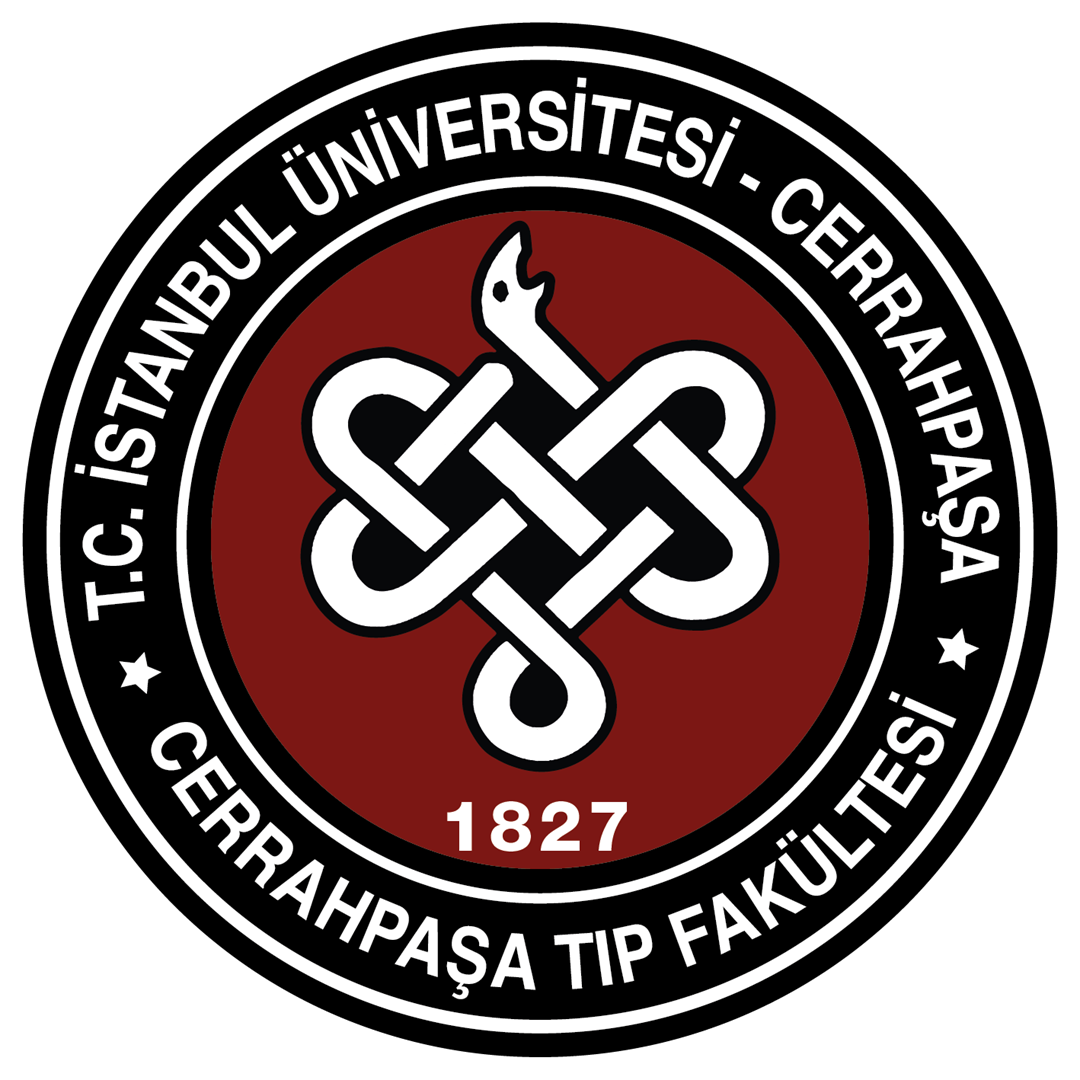 T.C. İSTANBUL ÜNİVERSİTESİ - CERRAHPAŞA
CERRAHPAŞA TIP FAKÜLTESİ
1827